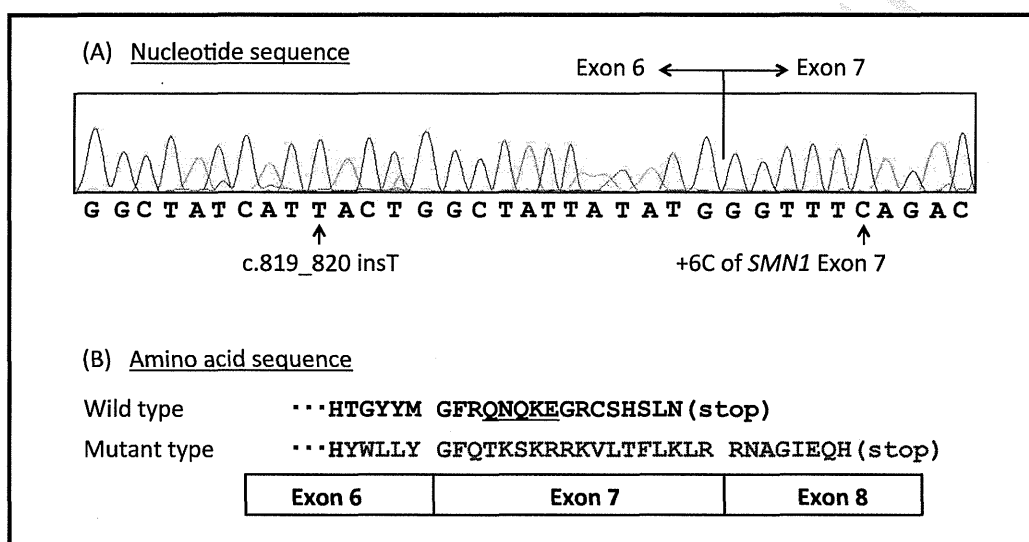 (A) Nucleotide sequence
Exon 6 Exon 7
G G C T A T C A T T A C T G G C T A T T A T A T G G G T T T C A G A C
c.819_820 insT +6C of SMN1 Exon 7
(B) Amino acid sequence
Wild type ···HTGYYM GFRQNQKEGRCSHSLN(stop)
Mutant type ···HYWLLY GFQTKSKRRKVLTFLKLR RNAGIEQH(stop)
Exon 6 Exon 7 Exon 8